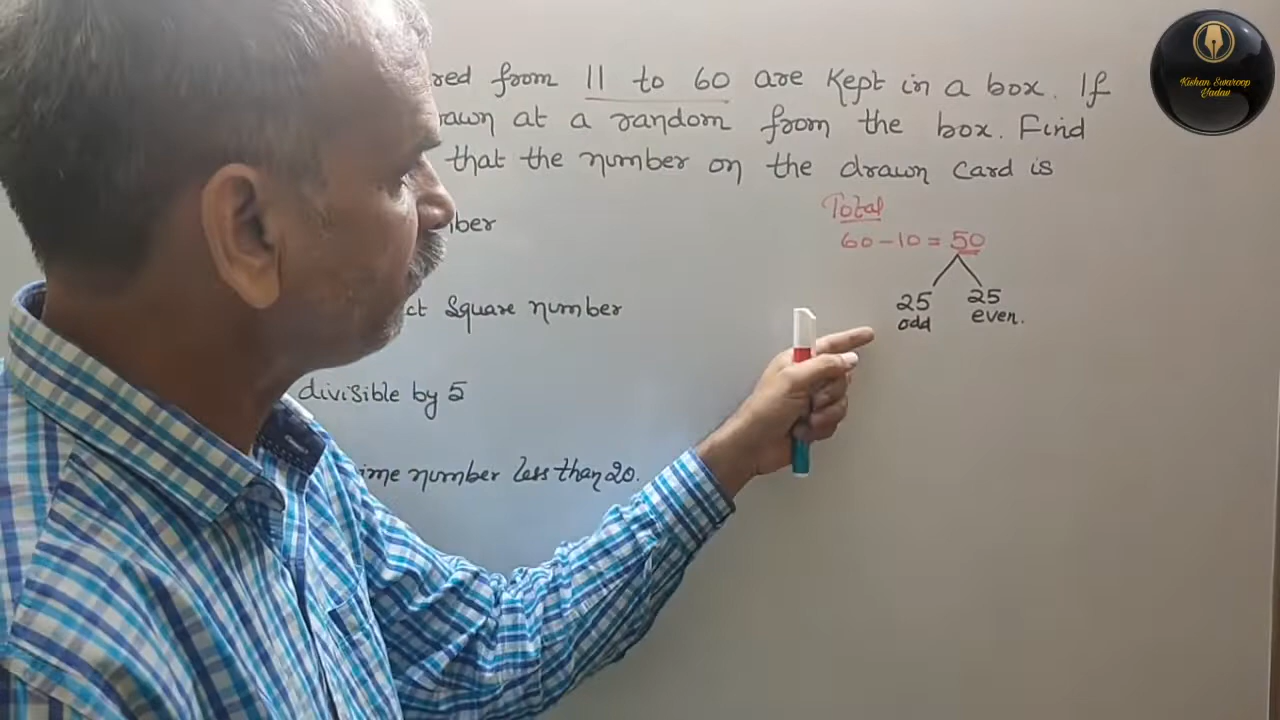 red from 11 to 60 are Kept in a box. If
awn at a random from the box. Find
that the number on the drawn card is
Total
60-10=50
25 25
odd even.
ber
ct Square number
divisible by 5
ime number less than 20.
Kishan Swaroop
Yadav